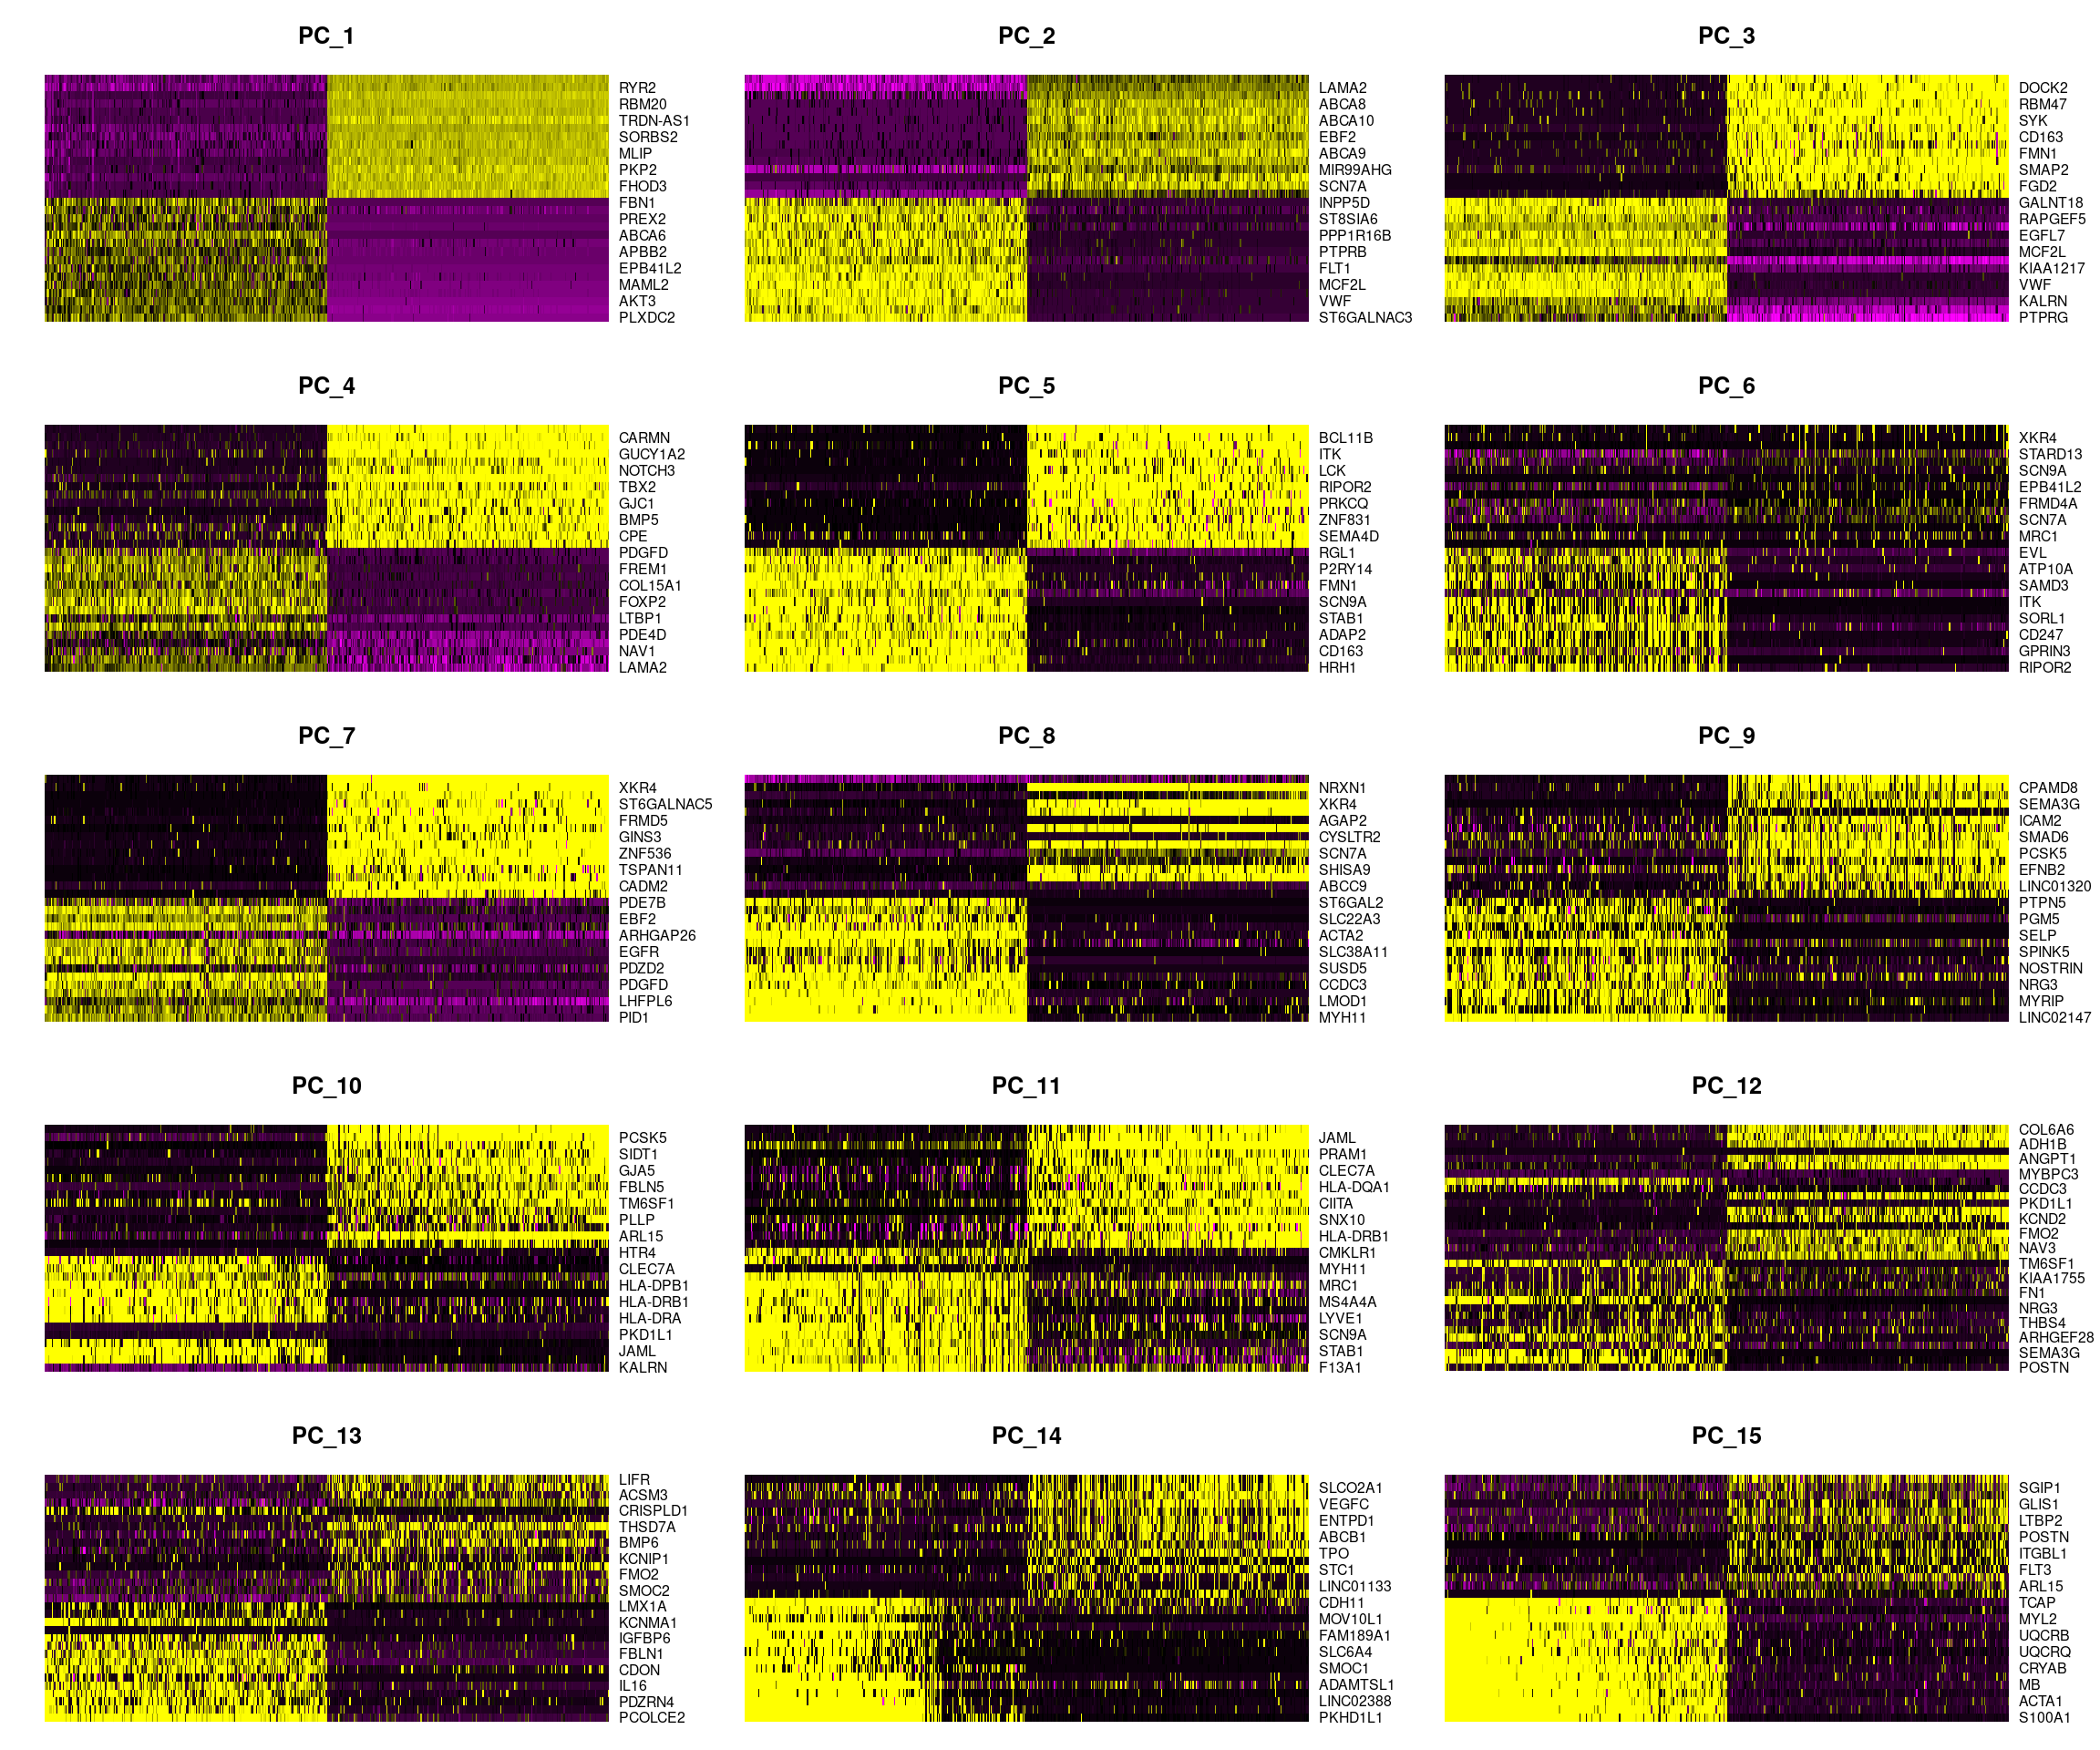 PC_1
RYR2
RBM20
TRDN-AS1
SORBS2
MLIP
PKP2
FHOD3
FBN1
PREX2
ABCA6
APBB2
EPB41L2
MAML2
AKT3
PLXDC2
PC_2
LAMA2
ABCA8
ABCA10
EBF2
ABCA9
MIR99AHG
SCN7A
INPP5D
ST8SIA6
PPP1R16B
PTPRB
FLT1
MCF2L
VWF
ST6GALNAC3
PC_3
DOCK2
RBM47
SYK
CD163
FMN1
SMAP2
FGD2
GALNT18
RAPGEF5
EGFL7
MCF2L
KIAA1217
VWF
KALRN
PTPRG
PC_4
CARMN
GUCY1A2
NOTCH3
TBX2
GJC1
BMP5
CPE
PDGFD
FREM1
COL15A1
FOXP2
LTBP1
PDE4D
NAV1
LAMA2
PC_5
BCL11B
ITK
LCK
RIPOR2
PRKCQ
ZNF831
SEMA4D
RGL1
P2RY14
FMN1
SCN9A
STAB1
ADAP2
CD163
HRH1
PC_6
XKR4
STARD13
SCN9A
EPB41L2
FRMD4A
SCN7A
MRC1
EVL
ATP10A
SAMD3
ITK
SORL1
CD247
GPRIN3
RIPOR2
PC_7
XKR4
ST6GALNAC5
FRMD5
GINS3
ZNF536
TSPAN11
CADM2
PDE7B
EBF2
ARHGAP26
EGFR
PDZD2
PDGFD
LHFPL6
PID1
PC_8
NRXN1
XKR4
AGAP2
CYSLTR2
SCN7A
SHISA9
ABCC9
ST6GAL2
SLC22A3
ACTA2
SLC38A11
SUSD5
CCDC3
LMOD1
MYH11
PC_9
CPAMD8
SEMA3G
ICAM2
SMAD6
PCSK5
EFNB2
LINC01320
PTPN5
PGM5
SELP
SPINK5
NOSTRIN
NRG3
MYRIP
LINC02147
PC_10
PCSK5
SIDT1
GJA5
FBLN5
TM6SF1
PLLP
ARL15
HTR4
CLEC7A
HLA-DPB1
HLA-DRB1
HLA-DRA
PKD1L1
JAML
KALRN
PC_11
JAML
PRAM1
CLEC7A
HLA-DQA1
CIITA
SNX10
HLA-DRB1
CMKLR1
MYH11
MRC1
MS4A4A
LYVE1
SCN9A
STAB1
F13A1
PC_12
COL6A6
ADH1B
ANGPT1
MYBPC3
CCDC3
PKD1L1
KCND2
FMO2
NAV3
TM6SF1
KIAA1755
FN1
NRG3
THBS4
ARHGEF28
SEMA3G
POSTN
PC_13
LIFR
ACSM3
CRISPLD1
THSD7A
BMP6
KCNIP1
FMO2
SMOC2
LMX1A
KCNMA1
IGFBP6
FBLN1
CDON
IL16
PDZRN4
PCOLCE2
PC_14
SLCO2A1
VEGFC
ENTPD1
ABCB1
TPO
STC1
LINC01133
CDH11
MOV10L1
FAM189A1
SLC6A4
SMOC1
ADAMTSL1
LINC02388
PKHD1L1
PC_15
SGIP1
GLIS1
LTBP2
POSTN
ITGBL1
FLT3
ARL15
TCAP
MYL2
UQCRB
UQCRQ
CRYAB
MB
ACTA1
S100A1